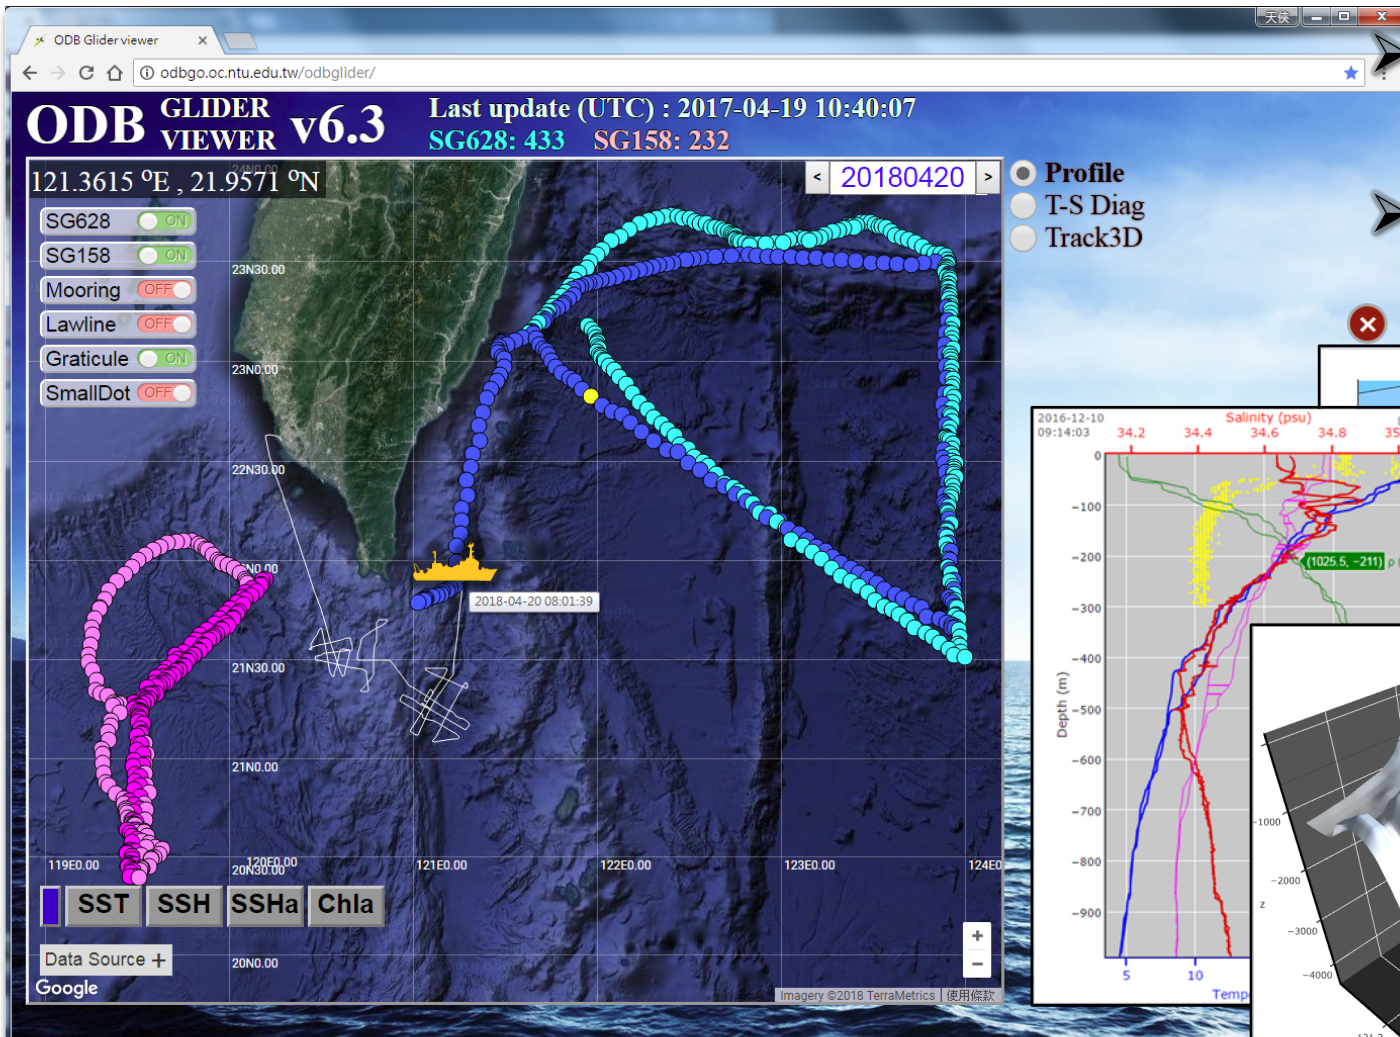 天俠
ODB Glider viewer
odbgo.oc.ntu.edu.tw/odbglider/
ODB GLIDER VIEWER v6.3
Last update (UTC) : 2017-04-19 10:40:07
SG628: 433 SG158: 232
121.3615 °E , 21.9571 °N
< 20180420 >
SG628 ON
SG158 ON
Mooring OFF
Lawline OFF
Graticule ON
SmallDot OFF
23N30.00
23N0.00
22N30.00
21N30.00
21N0.00
20N30.00
20N0.00
119E0.00
120E0.00
121E0.00
122E0.00
123E0.00
124E0
2018-04-20 08:01:39
SST SSH SSHa Chla
Data Source +
Google
+
−
Imagery ©2018 TerraMetrics 使用條款
Profile
T-S Diag
Track3D
2016-12-10
09:14:03
Salinity (psu)
34.2 34.4 34.6 34.8 35
0
−100
−200
−300
−400
−500
−600
−700
−800
−900
Depth (m)
(1025.5, −211) ρ (
5 10
Temp
−1000
−2000
−3000
−4000
z